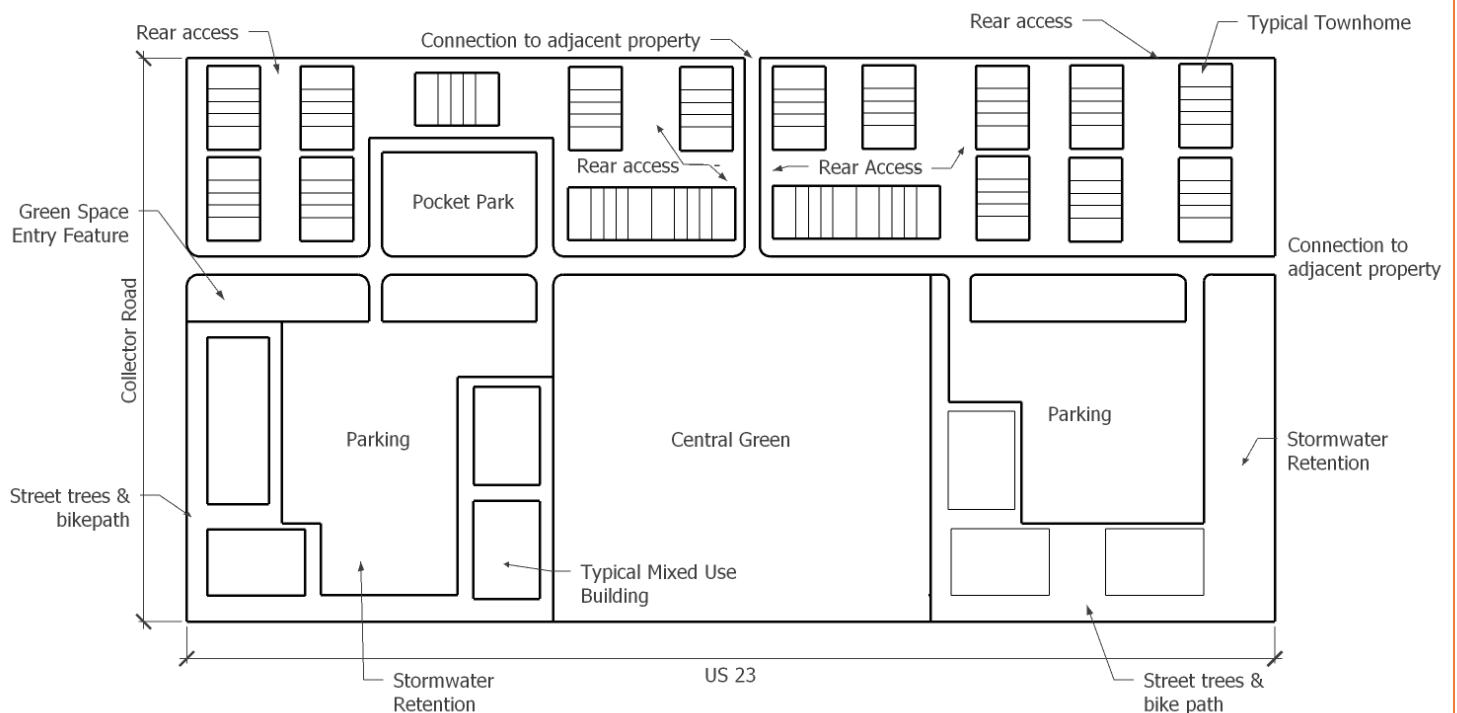 Rear access
Connection to adjacent property
Rear access
Typical Townhome
Rear access
Rear Access
Pocket Park
Green Space
Entry Feature
Connection to
adjacent property
Collector Road
Parking
Central Green
Parking
Stormwater
Retention
Street trees &
bikepath
Typical Mixed Use
Building
US 23
Stormwater
Retention
Street trees &
bike path